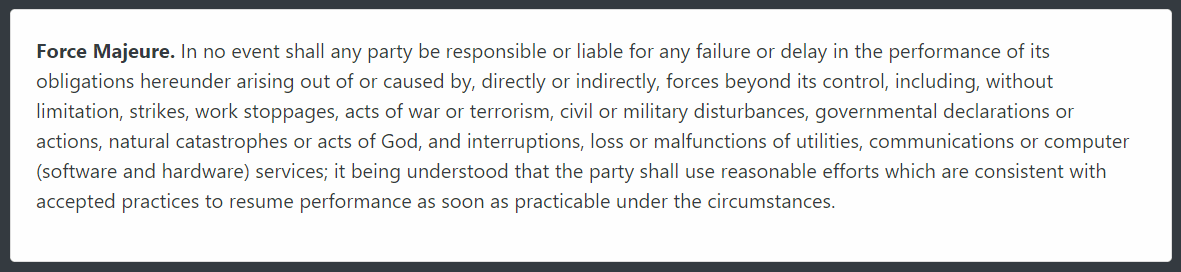 Force Majeure. In no event shall any party be responsible or liable for any failure or delay in the performance of its
obligations hereunder arising out of or caused by, directly or indirectly, forces beyond its control, including, without
limitation, strikes, work stoppages, acts of war or terrorism, civil or military disturbances, governmental declarations or
actions, natural catastrophes or acts of God, and interruptions, loss or malfunctions of utilities, communications or computer
(software and hardware) services; it being understood that the party shall use reasonable efforts which are consistent with
accepted practices to resume performance as soon as practicable under the circumstances.